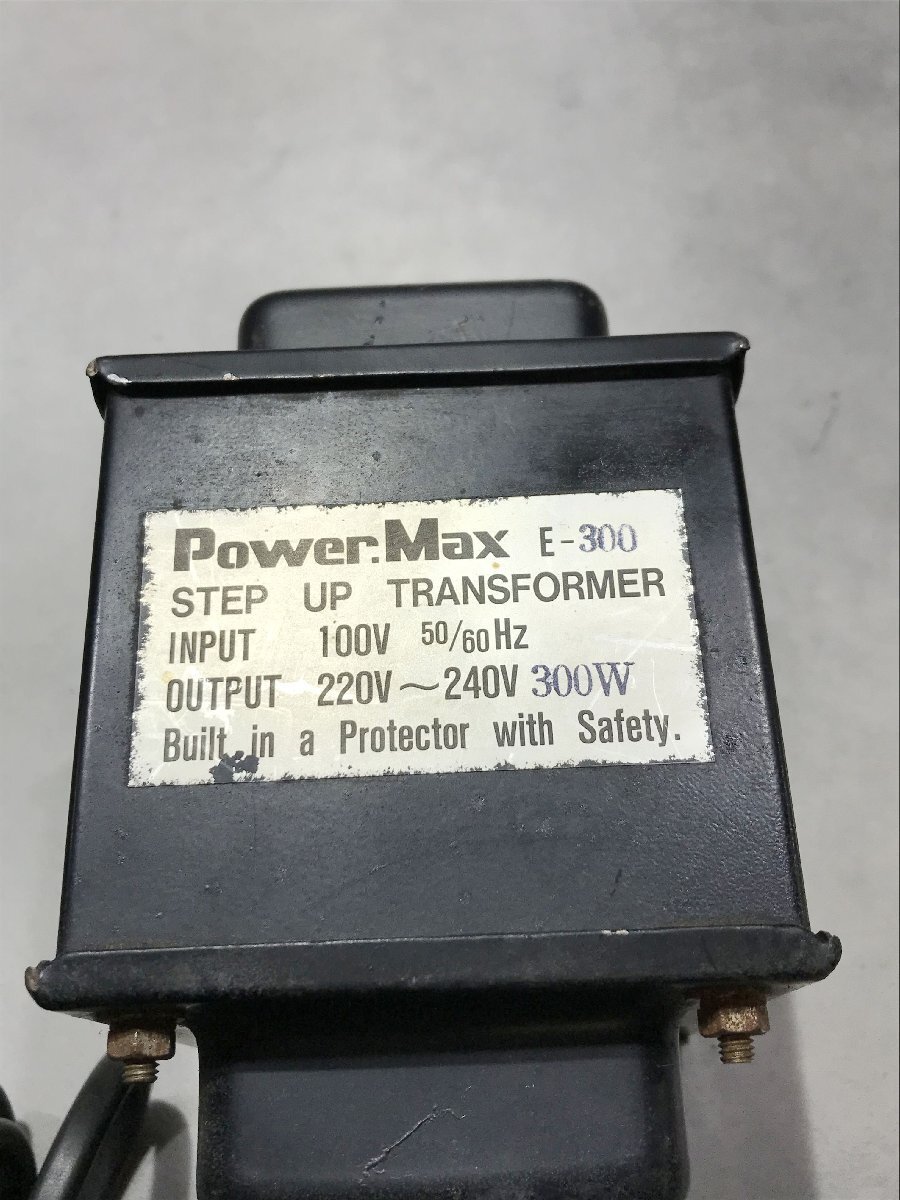 Power.Max E-300
STEP UP TRANSFORMER
INPUT 100V 50/60Hz
OUTPUT 220V~240V 300W
Built in a Protector with Safety.